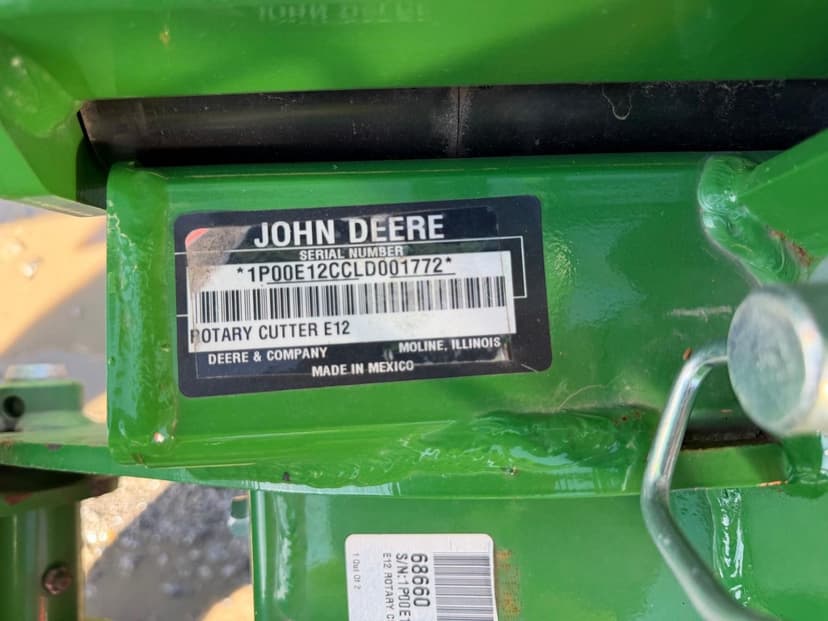 JOHN DEERE
SERIAL NUMBER
*1P00E12CCLD001772*
ROTARY CUTTER E12
DEERE & COMPANY MOLINE, ILLINOIS
MADE IN MEXICO
68660
S/N:1P00E1
E12 ROTARY C
1 Out Of 2